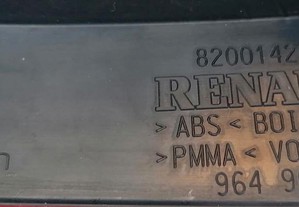 8200142
RENA
>ABS< BOI
>PMMA< VO
964 9